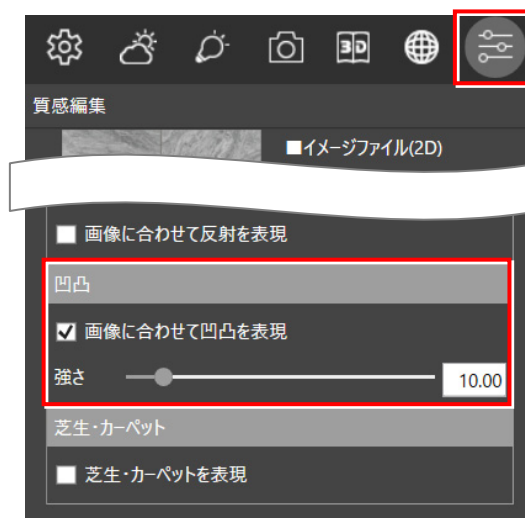 3D
質感編集
■イメージファイル(2D)
画像に合わせて反射を表現
凹凸
画像に合わせて凹凸を表現
強さ 10.00
芝生・カーペット
芝生・カーペットを表現